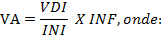 VA = VDI / INI X INF, onde: